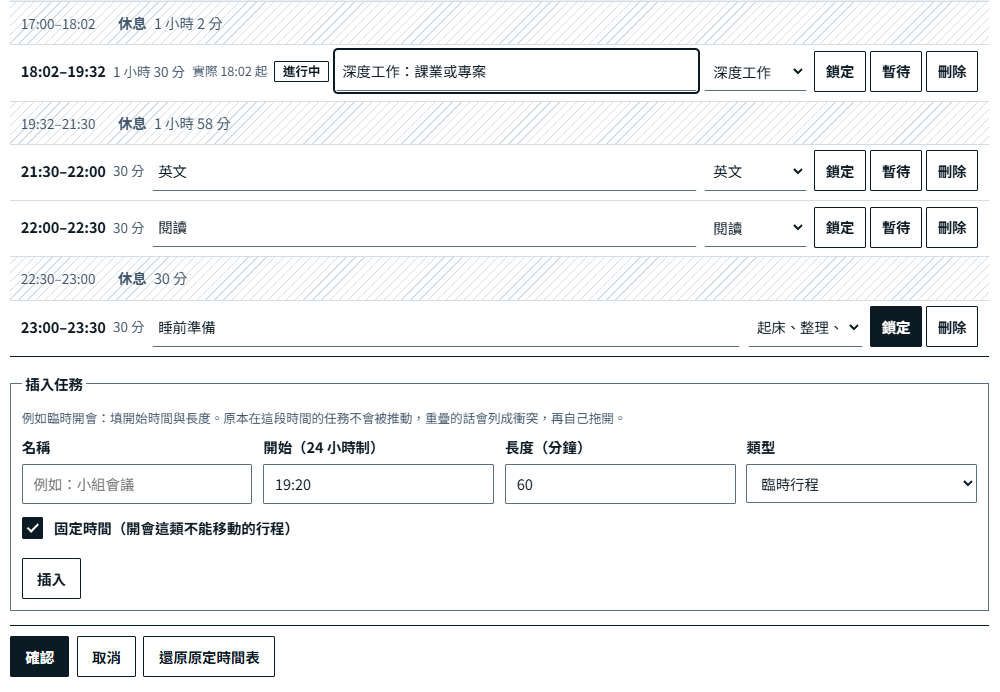 17:00–18:02 休息 1 小時 2 分
18:02–19:32 1 小時 30 分 實際 18:02 起 進行中 深度工作：課業或專案 深度工作 鎖定 暫待 刪除
19:32–21:30 休息 1 小時 58 分
21:30–22:00 30 分 英文 英文 鎖定 暫待 刪除
22:00–22:30 30 分 閱讀 閱讀 鎖定 暫待 刪除
22:30–23:00 休息 30 分
23:00–23:30 30 分 睡前準備 起床、整理、 鎖定 刪除
插入任務
例如臨時開會：填開始時間與長度。原本在這段時間的任務不會被推動，重疊的話會列成衝突，再自己拖開。
名稱 開始（24 小時制） 長度（分鐘） 類型
例如：小組會議 19:20 60 臨時行程
固定時間（開會這類不能移動的行程）
插入
確認 取消 還原原定時間表